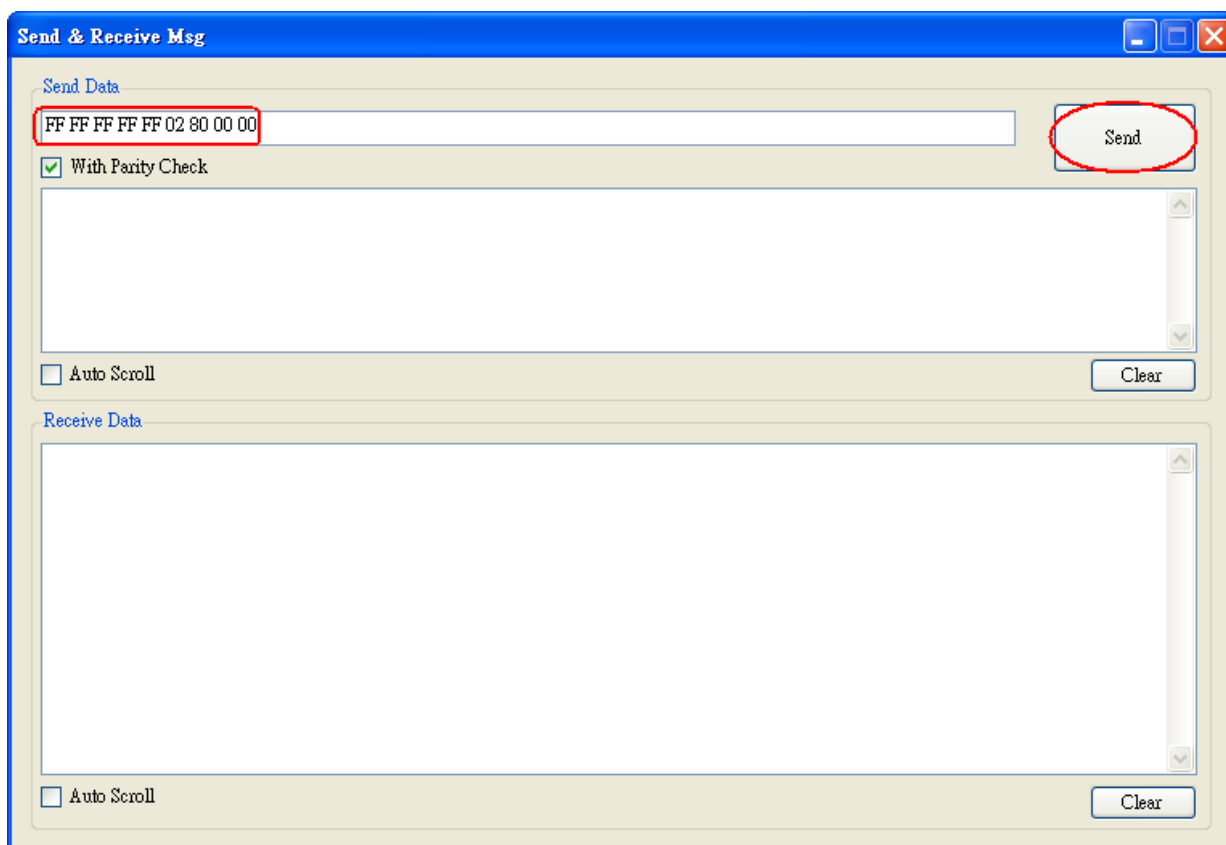 Send & Receive Msg
Send Data
FF FF FF FF FF 02 80 00 00
Send
With Parity Check
Auto Scroll
Clear
Receive Data
Auto Scroll
Clear